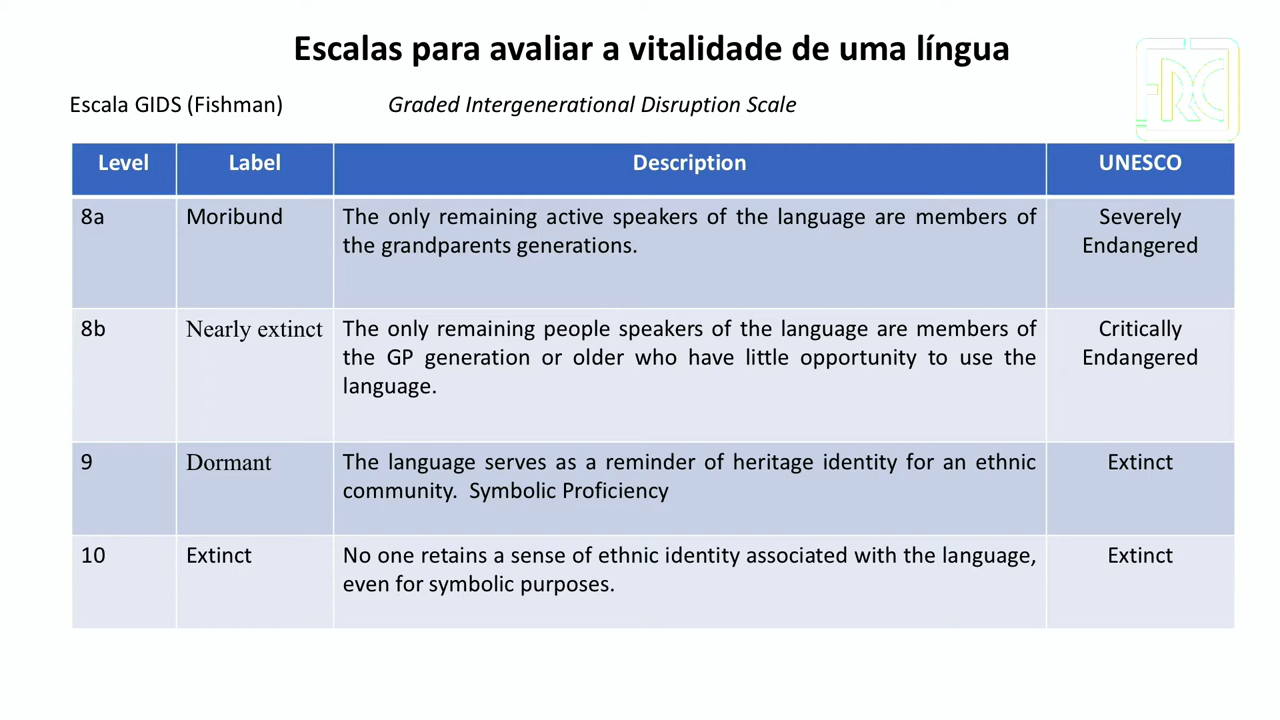 Escalas para avaliar a vitalidade de uma língua
Escala GIDS (Fishman) Graded Intergenerational Disruption Scale
Level Label Description UNESCO
8a Moribund The only remaining active speakers of the language are members of Severely
the grandparents generations. Endangered
8b Nearly extinct The only remaining people speakers of the language are members of Critically
the GP generation or older who have little opportunity to use the Endangered
language.
9 Dormant The language serves as a reminder of heritage identity for an ethnic Extinct
community. Symbolic Proficiency
10 Extinct No one retains a sense of ethnic identity associated with the language, Extinct
even for symbolic purposes.